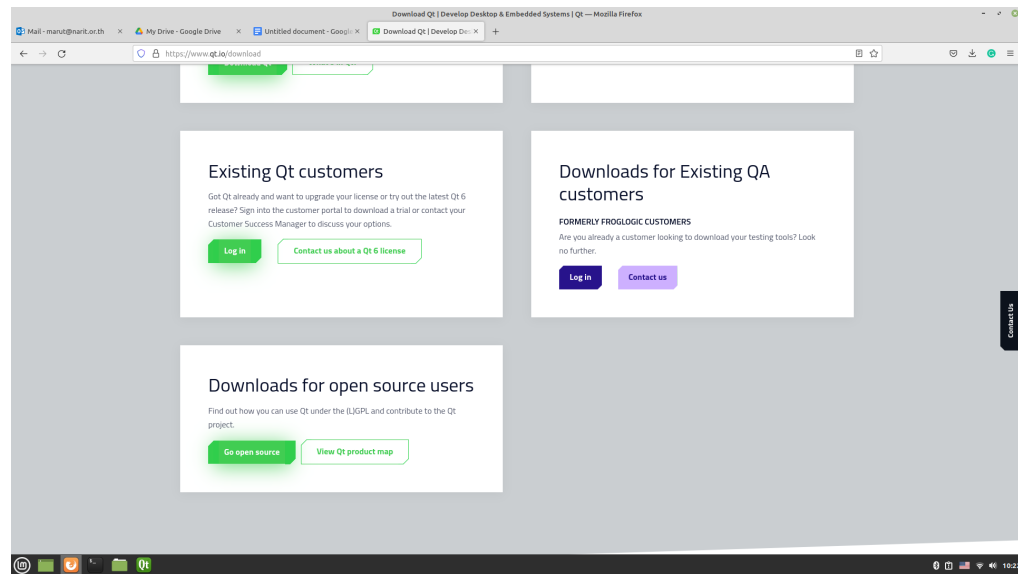 Download Qt | Develop Desktop & Embedded Systems | Qt — Mozilla Firefox
Mail - marut@narit.or.th
My Drive - Google Drive
Untitled document - Google
Download Qt | Develop Des
https://www.qt.io/download
Existing Qt customers
Got Qt already and want to upgrade your license or try out the latest Qt 6
release? Sign into the customer portal to download a trial or contact your
Customer Success Manager to discuss your options.
Log in
Contact us about a Qt 6 license
Downloads for Existing QA
customers
FORMERLY FROGLOGIC CUSTOMERS
Are you already a customer looking to download your testing tools? Look
no further.
Log in
Contact us
Contact Us
Downloads for open source users
Find out how you can use Qt under the (L)GPL and contribute to the Qt
project.
Go open source
View Qt product map
Qt